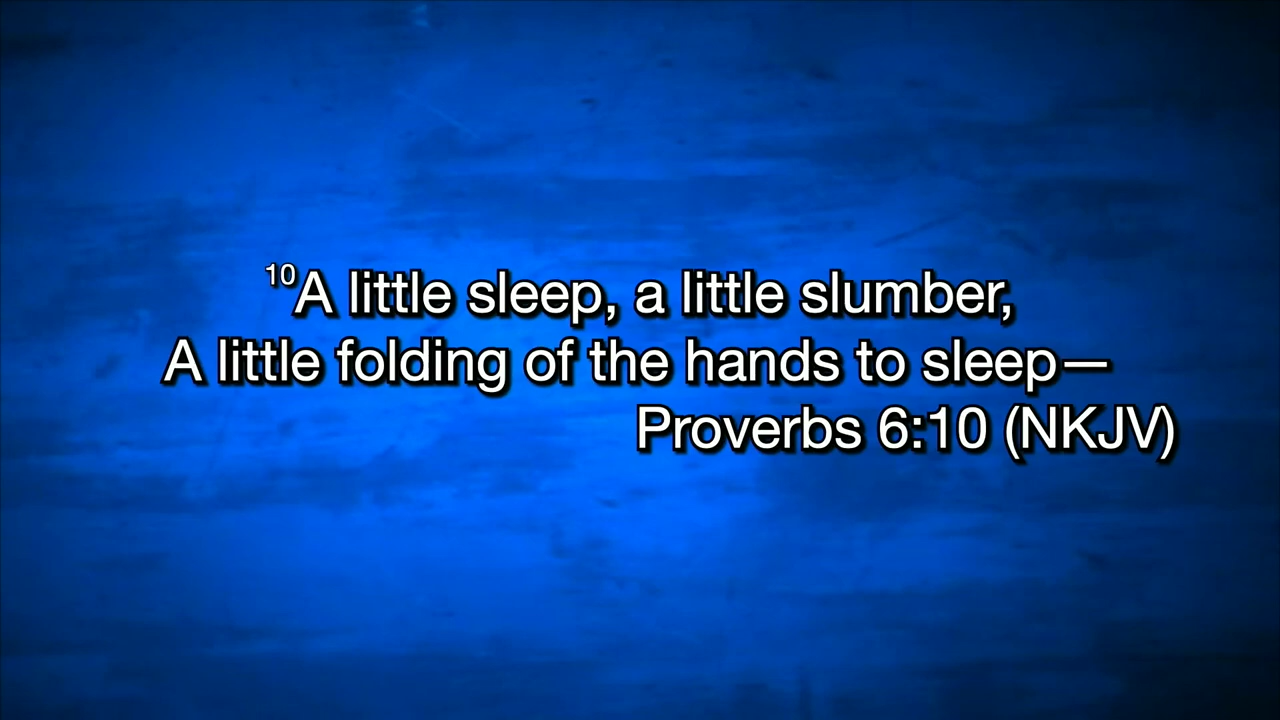 ¹⁰A little sleep, a little slumber,
A little folding of the hands to sleep—
Proverbs 6:10 (NKJV)